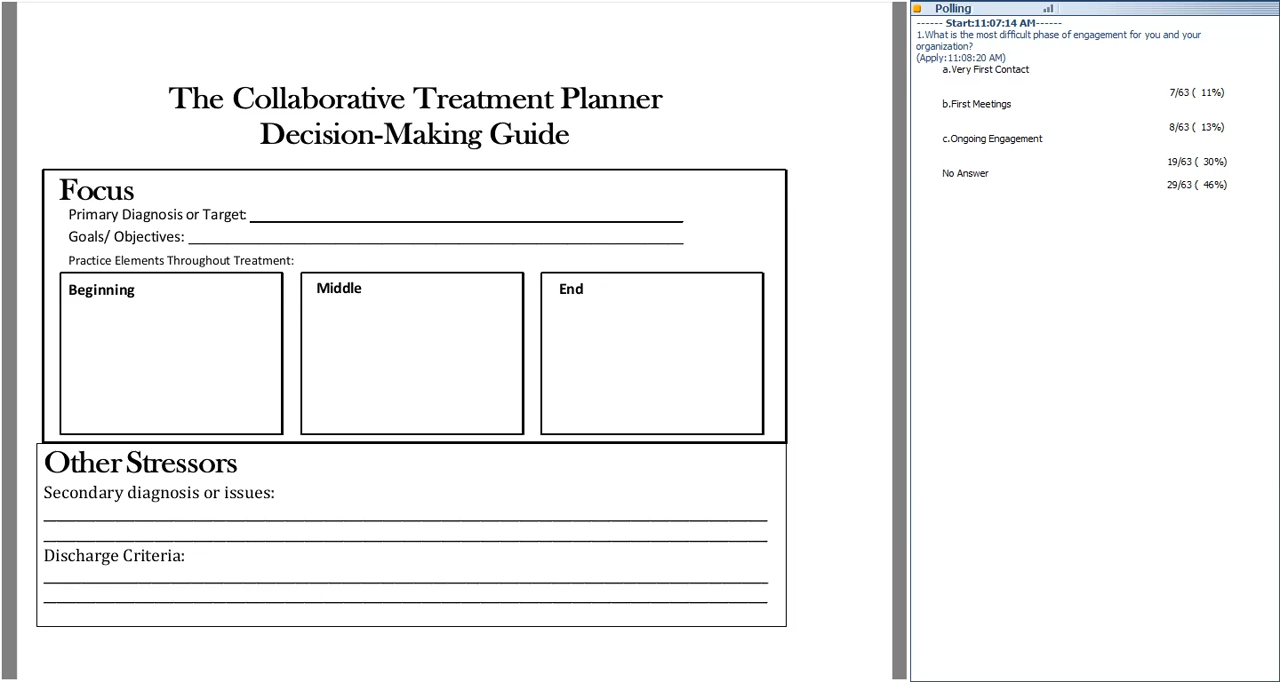 The Collaborative Treatment Planner
Decision-Making Guide
Focus
Primary Diagnosis or Target:
Goals/ Objectives:
Practice Elements Throughout Treatment:
Beginning
Middle
End
Other Stressors
Secondary diagnosis or issues:
Discharge Criteria:
Polling
------ Start:11:07:14 AM------
1.What is the most difficult phase of engagement for you and your
organization?
(Apply:11:08:20 AM)
a.Very First Contact
7/63 ( 11%)
b.First Meetings
8/63 ( 13%)
c.Ongoing Engagement
19/63 ( 30%)
No Answer
29/63 ( 46%)